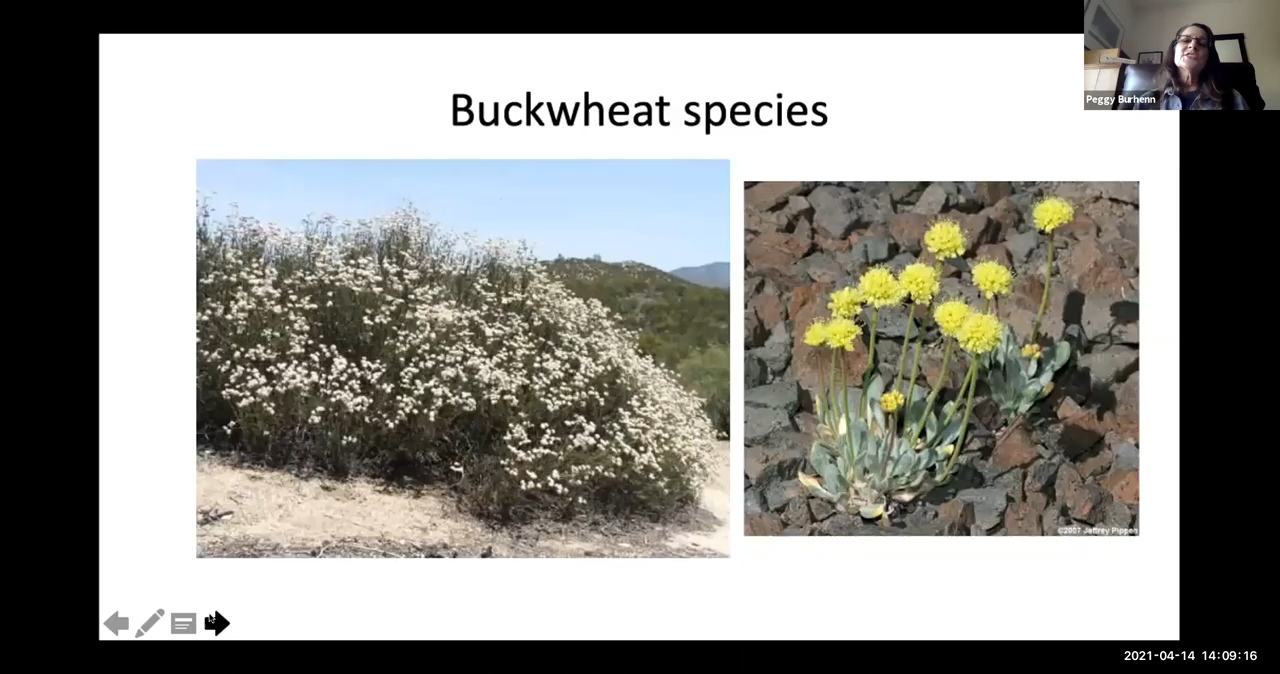 Peggy Burhenn
Buckwheat species
©2007 Jeffrey Pippen
2021-04-14 14:09:16